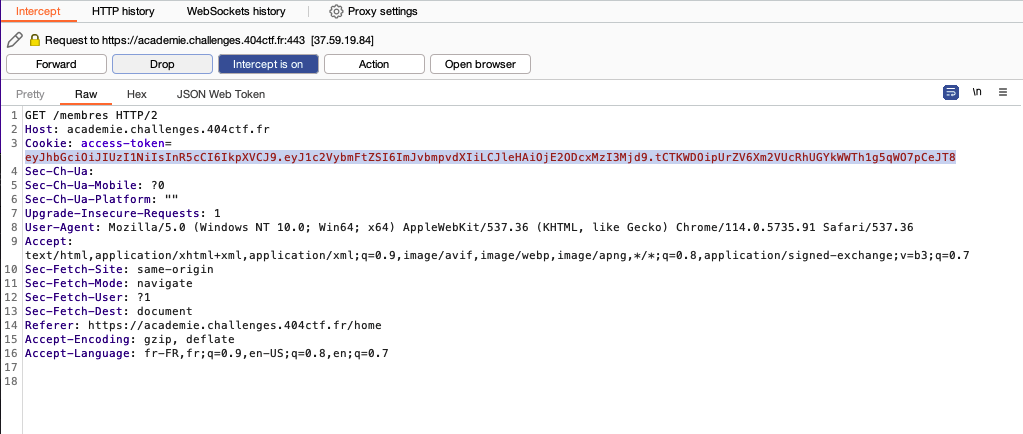 Intercept HTTP history WebSockets history Proxy settings
Request to https://academie.challenges.404ctf.fr:443 [37.59.19.84]
Forward Drop Intercept is on Action Open browser
Pretty Raw Hex JSON Web Token \n
1 GET /membres HTTP/2
2 Host: academie.challenges.404ctf.fr
3 Cookie: access-token=
eyJhbGciOiJIUzI1NiIsInR5cCI6IkpXVCJ9.eyJ1c2VybmFtZSI6ImJvbmpvdXIiLCJleHAiOjE2ODcxMzI3Mjd9.tCTKWDOipUrZV6Xm2VUcRhUGYkWWTh1g5qWO7pCeJT8
4 Sec-Ch-Ua:
5 Sec-Ch-Ua-Mobile: ?0
6 Sec-Ch-Ua-Platform: ""
7 Upgrade-Insecure-Requests: 1
8 User-Agent: Mozilla/5.0 (Windows NT 10.0; Win64; x64) AppleWebKit/537.36 (KHTML, like Gecko) Chrome/114.0.5735.91 Safari/537.36
9 Accept:
text/html,application/xhtml+xml,application/xml;q=0.9,image/avif,image/webp,image/apng,*/*;q=0.8,application/signed-exchange;v=b3;q=0.7
10 Sec-Fetch-Site: same-origin
11 Sec-Fetch-Mode: navigate
12 Sec-Fetch-User: ?1
13 Sec-Fetch-Dest: document
14 Referer: https://academie.challenges.404ctf.fr/home
15 Accept-Encoding: gzip, deflate
16 Accept-Language: fr-FR,fr;q=0.9,en-US;q=0.8,en;q=0.7
17
18